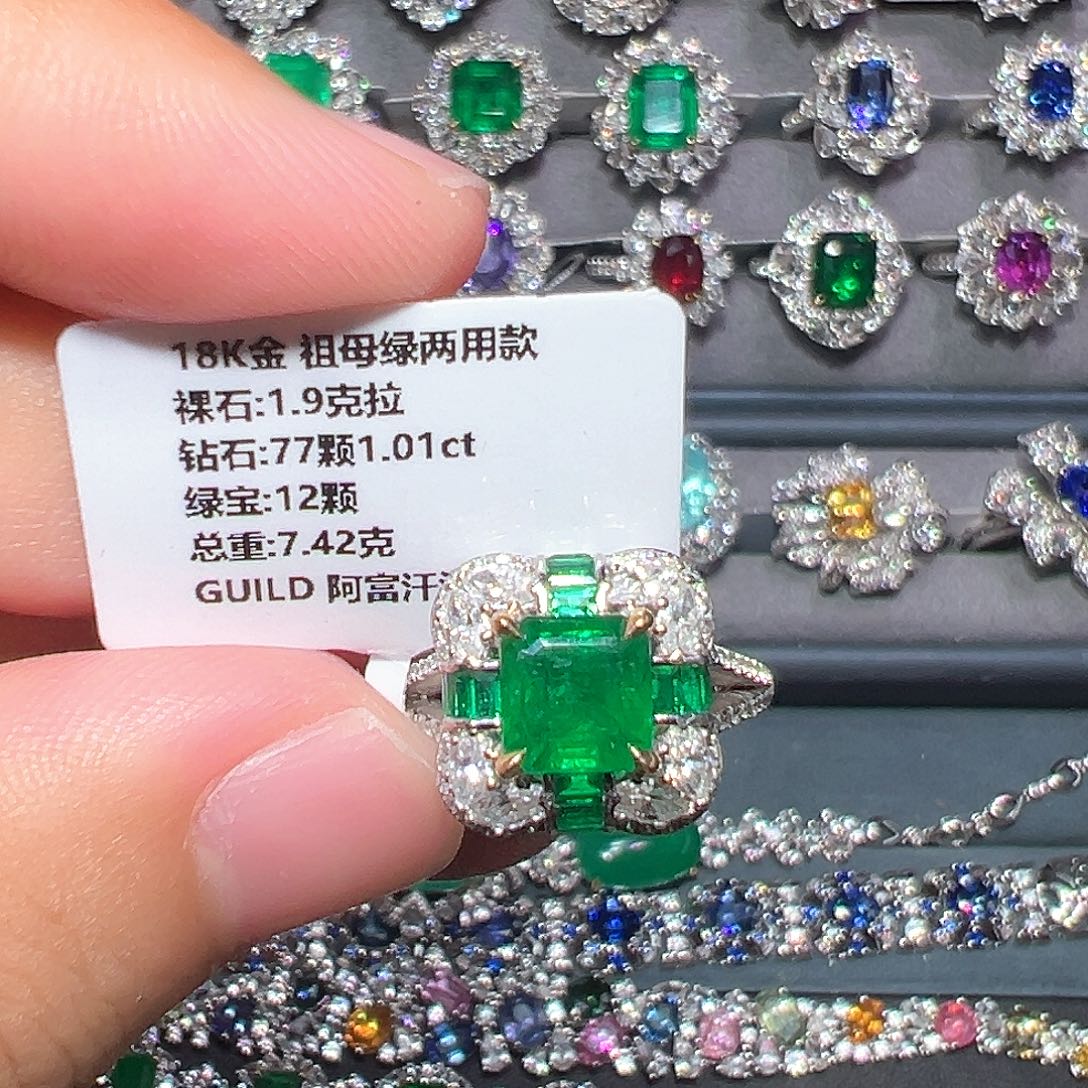 18K金 祖母绿两用款
裸石:1.9克拉
钻石:77颗1.01ct
绿宝:12颗
总重:7.42克
GUILD 阿富汗